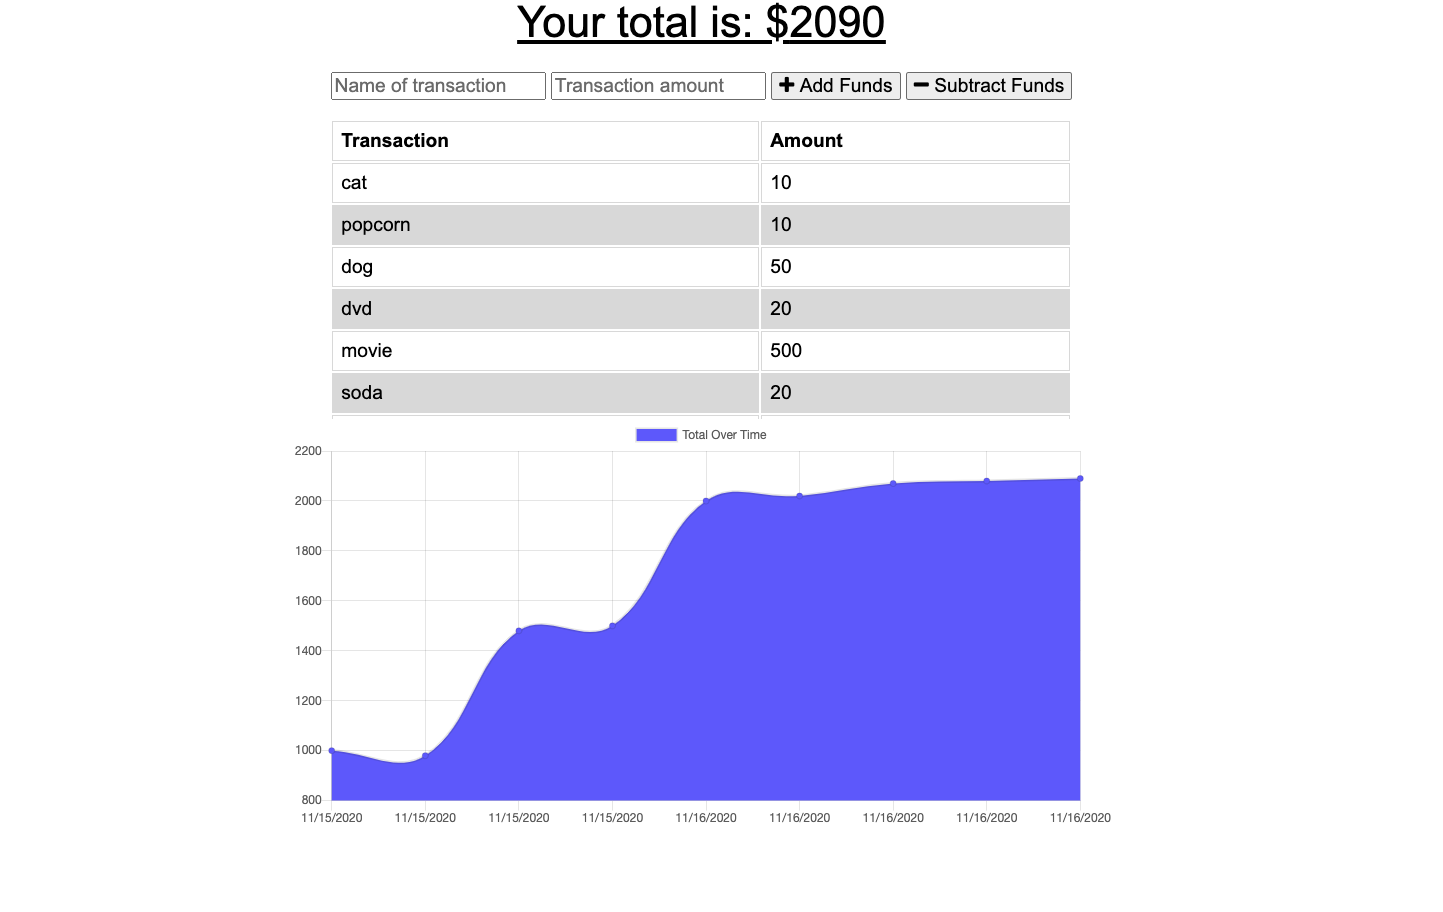 Your total is: $2090
Name of transaction Transaction amount Add Funds Subtract Funds
Transaction Amount
cat 10
popcorn 10
dog 50
dvd 20
movie 500
soda 20
Total Over Time
2200
2000
1800
1600
1400
1200
1000
800
11/15/2020 11/15/2020 11/15/2020 11/15/2020 11/16/2020 11/16/2020 11/16/2020 11/16/2020 11/16/2020